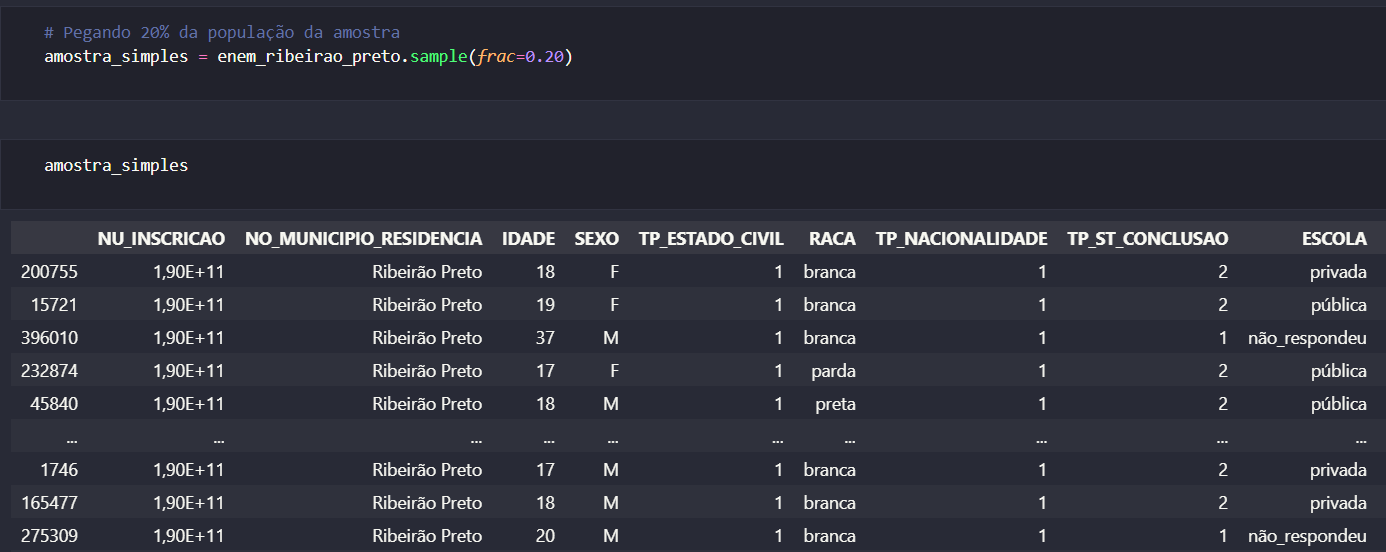 # Pegando 20% da população da amostra
amostra_simples = enem_ribeirao_preto.sample(frac=0.20)
amostra_simples
NU_INSCRICAO NO_MUNICIPIO_RESIDENCIA IDADE SEXO TP_ESTADO_CIVIL RACA TP_NACIONALIDADE TP_ST_CONCLUSAO ESCOLA
200755 1,90E+11 Ribeirão Preto 18 F 1 branca 1 2 privada
15721 1,90E+11 Ribeirão Preto 19 F 1 branca 1 2 pública
396010 1,90E+11 Ribeirão Preto 37 M 1 branca 1 1 não_respondeu
232874 1,90E+11 Ribeirão Preto 17 F 1 parda 1 2 pública
45840 1,90E+11 Ribeirão Preto 18 M 1 preta 1 2 pública
... ... ... ... ... ... ... ... ... ...
1746 1,90E+11 Ribeirão Preto 17 M 1 branca 1 2 privada
165477 1,90E+11 Ribeirão Preto 18 M 1 branca 1 2 privada
275309 1,90E+11 Ribeirão Preto 20 M 1 branca 1 1 não_respondeu